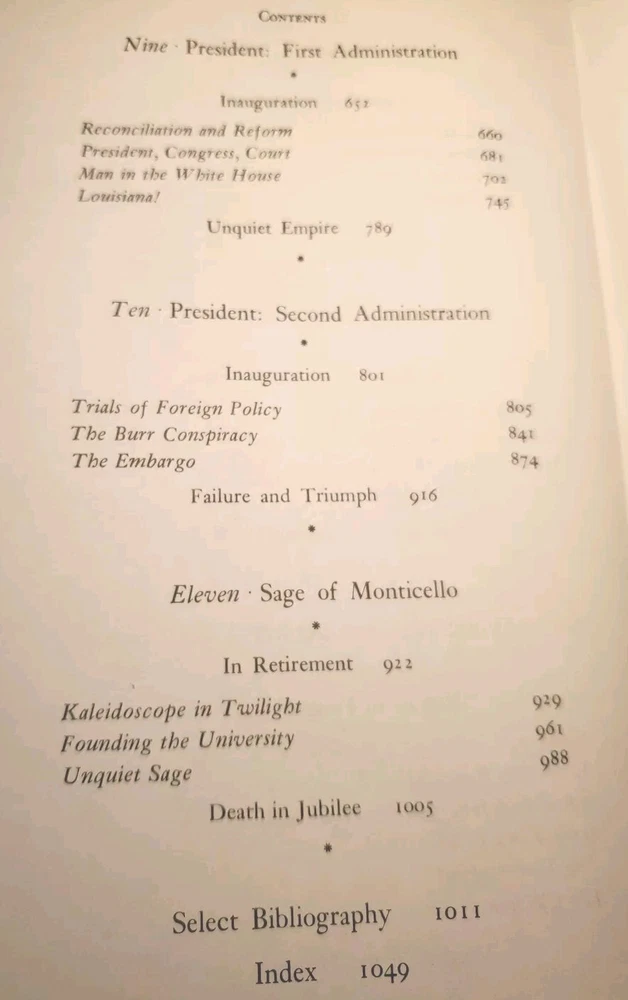 CONTENTS
Nine · President: First Administration
*
Inauguration 652
Reconciliation and Reform 660
President, Congress, Court 681
Man in the White House 702
Louisiana! 745
Unquiet Empire 789
*
Ten · President: Second Administration
*
Inauguration 801
Trials of Foreign Policy 805
The Burr Conspiracy 841
The Embargo 874
Failure and Triumph 916
*
Eleven · Sage of Monticello
*
In Retirement 922
Kaleidoscope in Twilight 929
Founding the University 961
Unquiet Sage 988
Death in Jubilee 1005
*
Select Bibliography 1011
Index 1049